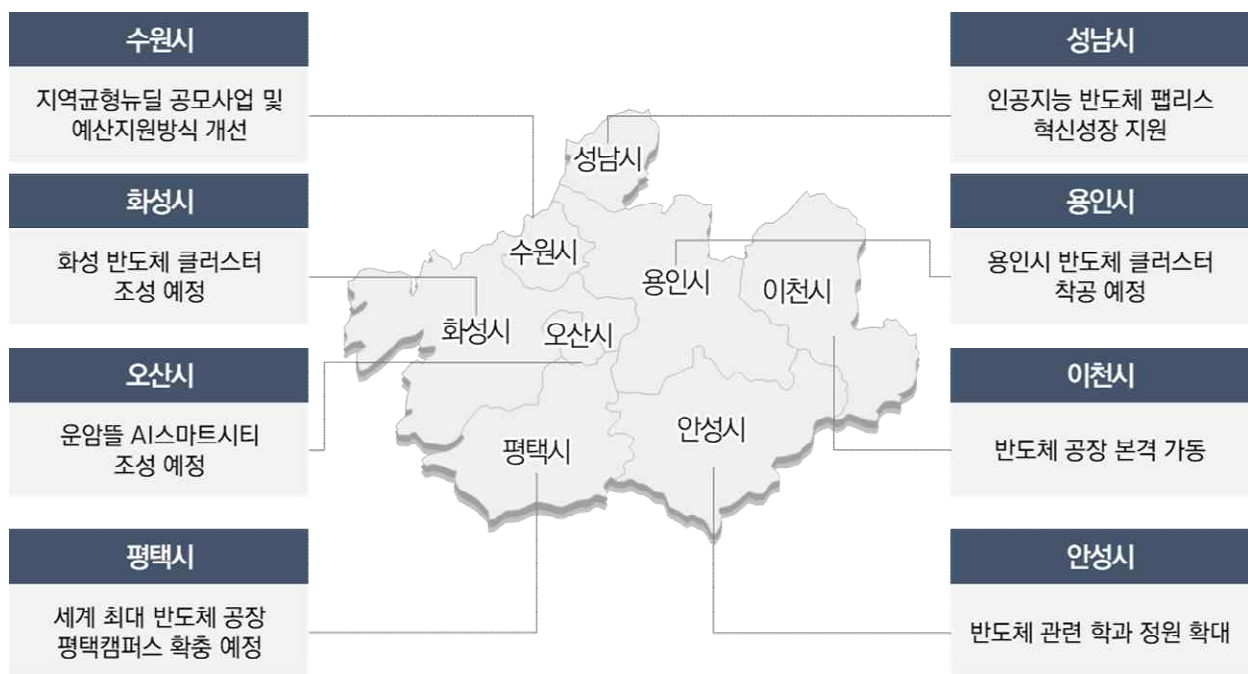 수원시
지역균형뉴딜 공모사업 및
예산지원방식 개선
화성시
화성 반도체 클러스터
조성 예정
오산시
운암뜰 AI스마트시티
조성 예정
평택시
세계 최대 반도체 공장
평택캠퍼스 확충 예정
성남시
수원시
용인시
이천시
화성시
오산시
안성시
평택시
성남시
인공지능 반도체 팹리스
혁신성장 지원
용인시
용인시 반도체 클러스터
착공 예정
이천시
반도체 공장 본격 가동
안성시
반도체 관련 학과 정원 확대